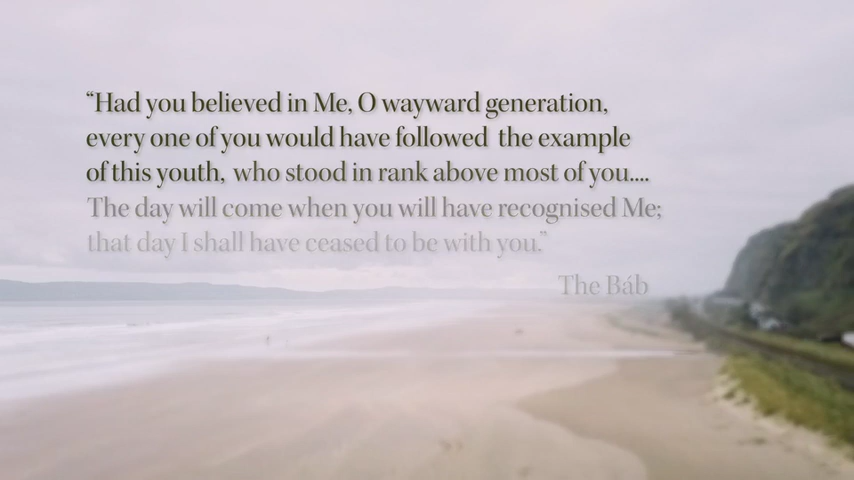 “Had you believed in Me, O wayward generation,
every one of you would have followed the example
of this youth, who stood in rank above most of you....
The day will come when you will have recognised Me;
that day I shall have ceased to be with you.”
The Báb